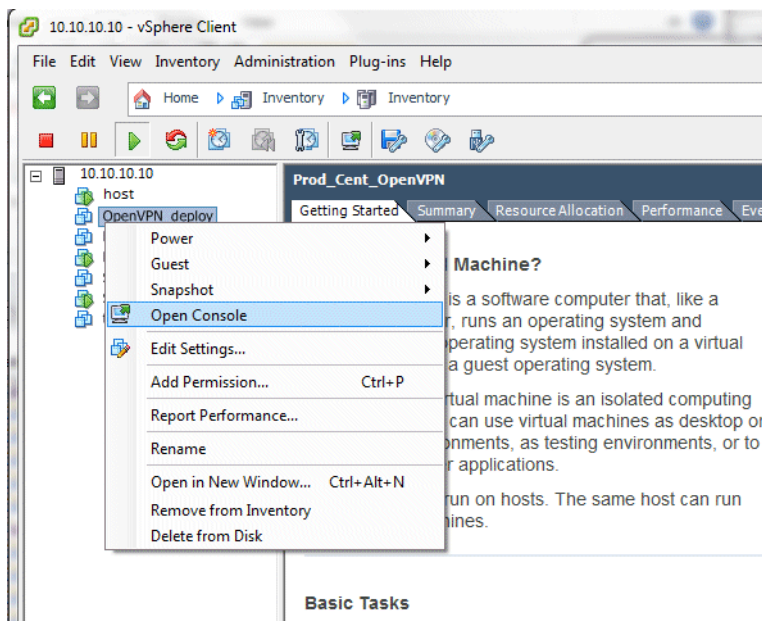 10.10.10.10 - vSphere Client
File Edit View Inventory Administration Plug-ins Help
Home Inventory Inventory
10.10.10.10
host
OpenVPN_deploy
Prod_Cent_OpenVPN
Getting Started Summary Resource Allocation Performance
Power
Guest
Snapshot
Open Console
Edit Settings...
Add Permission... Ctrl+P
Report Performance...
Rename
Open in New Window... Ctrl+Alt+N
Remove from Inventory
Delete from Disk
Machine?
is a software computer that, like a
, runs an operating system and
operating system installed on a virtual
a guest operating system.
machine is an isolated computing
can use virtual machines as desktop or
as testing environments, or to
applications.
run on hosts. The same host can run
Basic Tasks